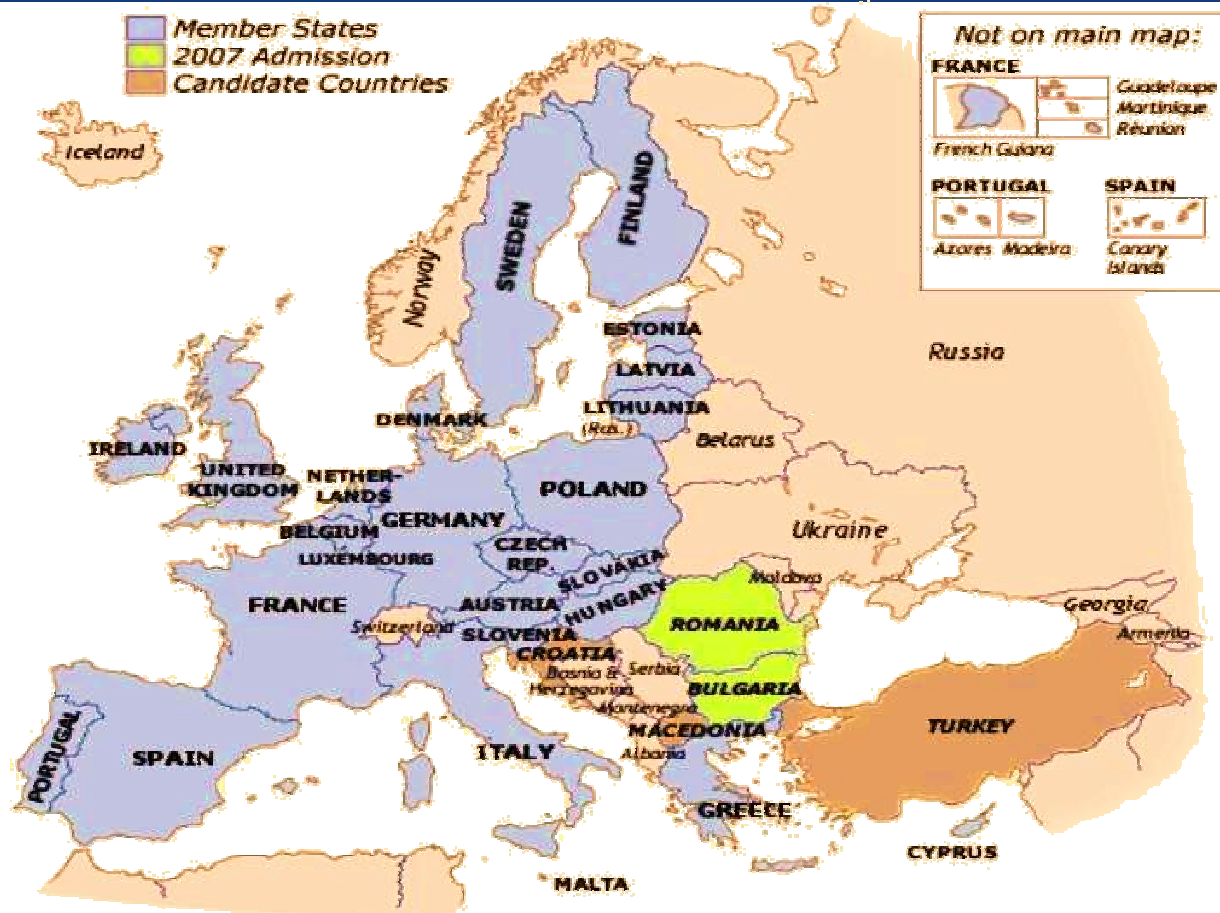 Member States
2007 Admission
Candidate Countries
Not on main map:
FRANCE
Guadeloupe
Martinique
Réunion
French Guiana
PORTUGAL
SPAIN
Azores
Madeira
Canary
Islands
Iceland
Norway
SWEDEN
FINLAND
Russia
ESTONIA
LATVIA
LITHUANIA
(Rus.)
DENMARK
Belarus
IRELAND
UNITED
KINGDOM
NETHER-
LANDS
POLAND
BELGIUM
GERMANY
Ukraine
LUXEMBOURG
CZECH
REP.
SLOVAKIA
Moldova
FRANCE
AUSTRIA
HUNGARY
Switzerland
SLOVENIA
ROMANIA
Georgia
Armenia
CROATIA
Bosnia &
Herzegovina
Serbia
BULGARIA
Montenegro
PORTUGAL
SPAIN
ITALY
MACEDONIA
Albania
TURKEY
GREECE
CYPRUS
MALTA